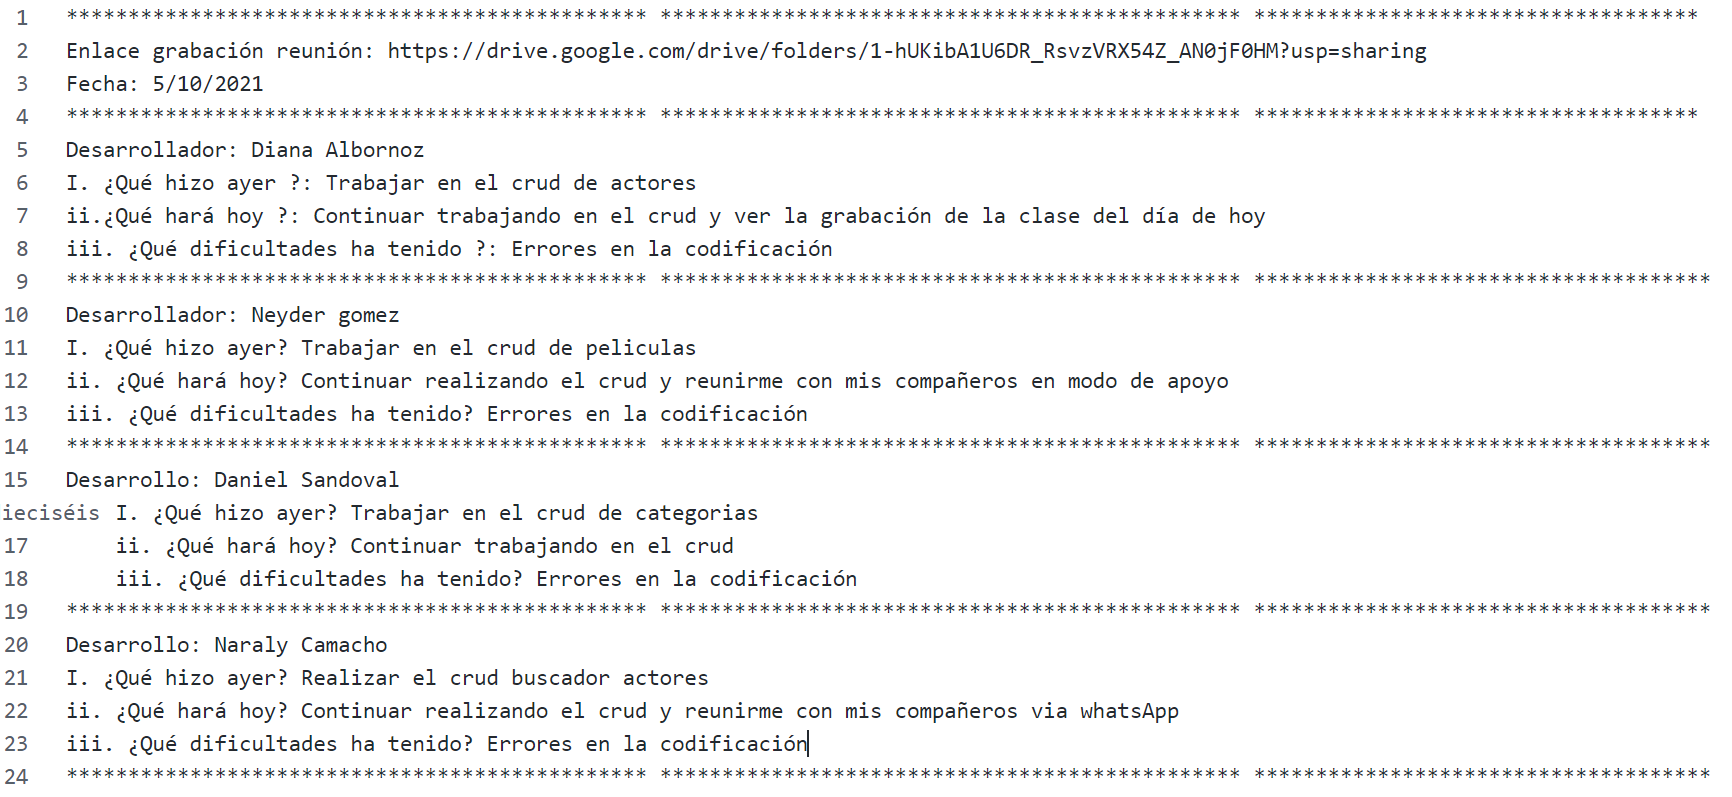 1 *********************************************** *********************************************** ************************************
2 Enlace grabación reunión: https://drive.google.com/drive/folders/1-hUKibA1U6DR_RsvzVRX54Z_AN0jF0HM?usp=sharing
3 Fecha: 5/10/2021
4 *********************************************** *********************************************** ************************************
5 Desarrollador: Diana Albornoz
6 I. ¿Qué hizo ayer ?: Trabajar en el crud de actores
7 ii.¿Qué hará hoy ?: Continuar trabajando en el crud y ver la grabación de la clase del día de hoy
8 iii. ¿Qué dificultades ha tenido ?: Errores en la codificación
9 *********************************************** *********************************************** *************************************
10 Desarrollador: Neyder gomez
11 I. ¿Qué hizo ayer? Trabajar en el crud de peliculas
12 ii. ¿Qué hará hoy? Continuar realizando el crud y reunirme con mis compañeros en modo de apoyo
13 iii. ¿Qué dificultades ha tenido? Errores en la codificación
14 *********************************************** *********************************************** *************************************
15 Desarrollo: Daniel Sandoval
ieciséis I. ¿Qué hizo ayer? Trabajar en el crud de categorias
17 ii. ¿Qué hará hoy? Continuar trabajando en el crud
18 iii. ¿Qué dificultades ha tenido? Errores en la codificación
19 *********************************************** *********************************************** *************************************
20 Desarrollo: Naraly Camacho
21 I. ¿Qué hizo ayer? Realizar el crud buscador actores
22 ii. ¿Qué hará hoy? Continuar realizando el crud y reunirme con mis compañeros via whatsApp
23 iii. ¿Qué dificultades ha tenido? Errores en la codificación
24 *********************************************** *********************************************** *************************************